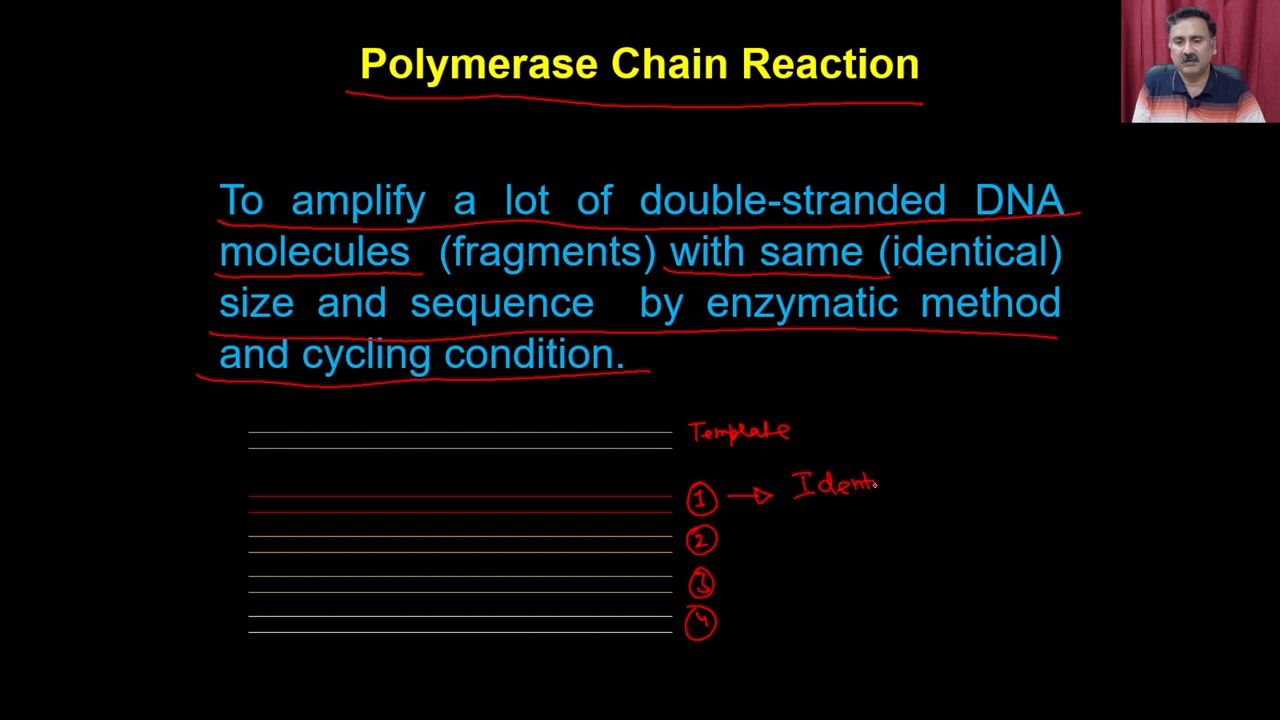 Polymerase Chain Reaction
To amplify a lot of double-stranded DNA
molecules (fragments) with same (identical)
size and sequence by enzymatic method
and cycling condition.
Template
1 → Ident
2
3
4